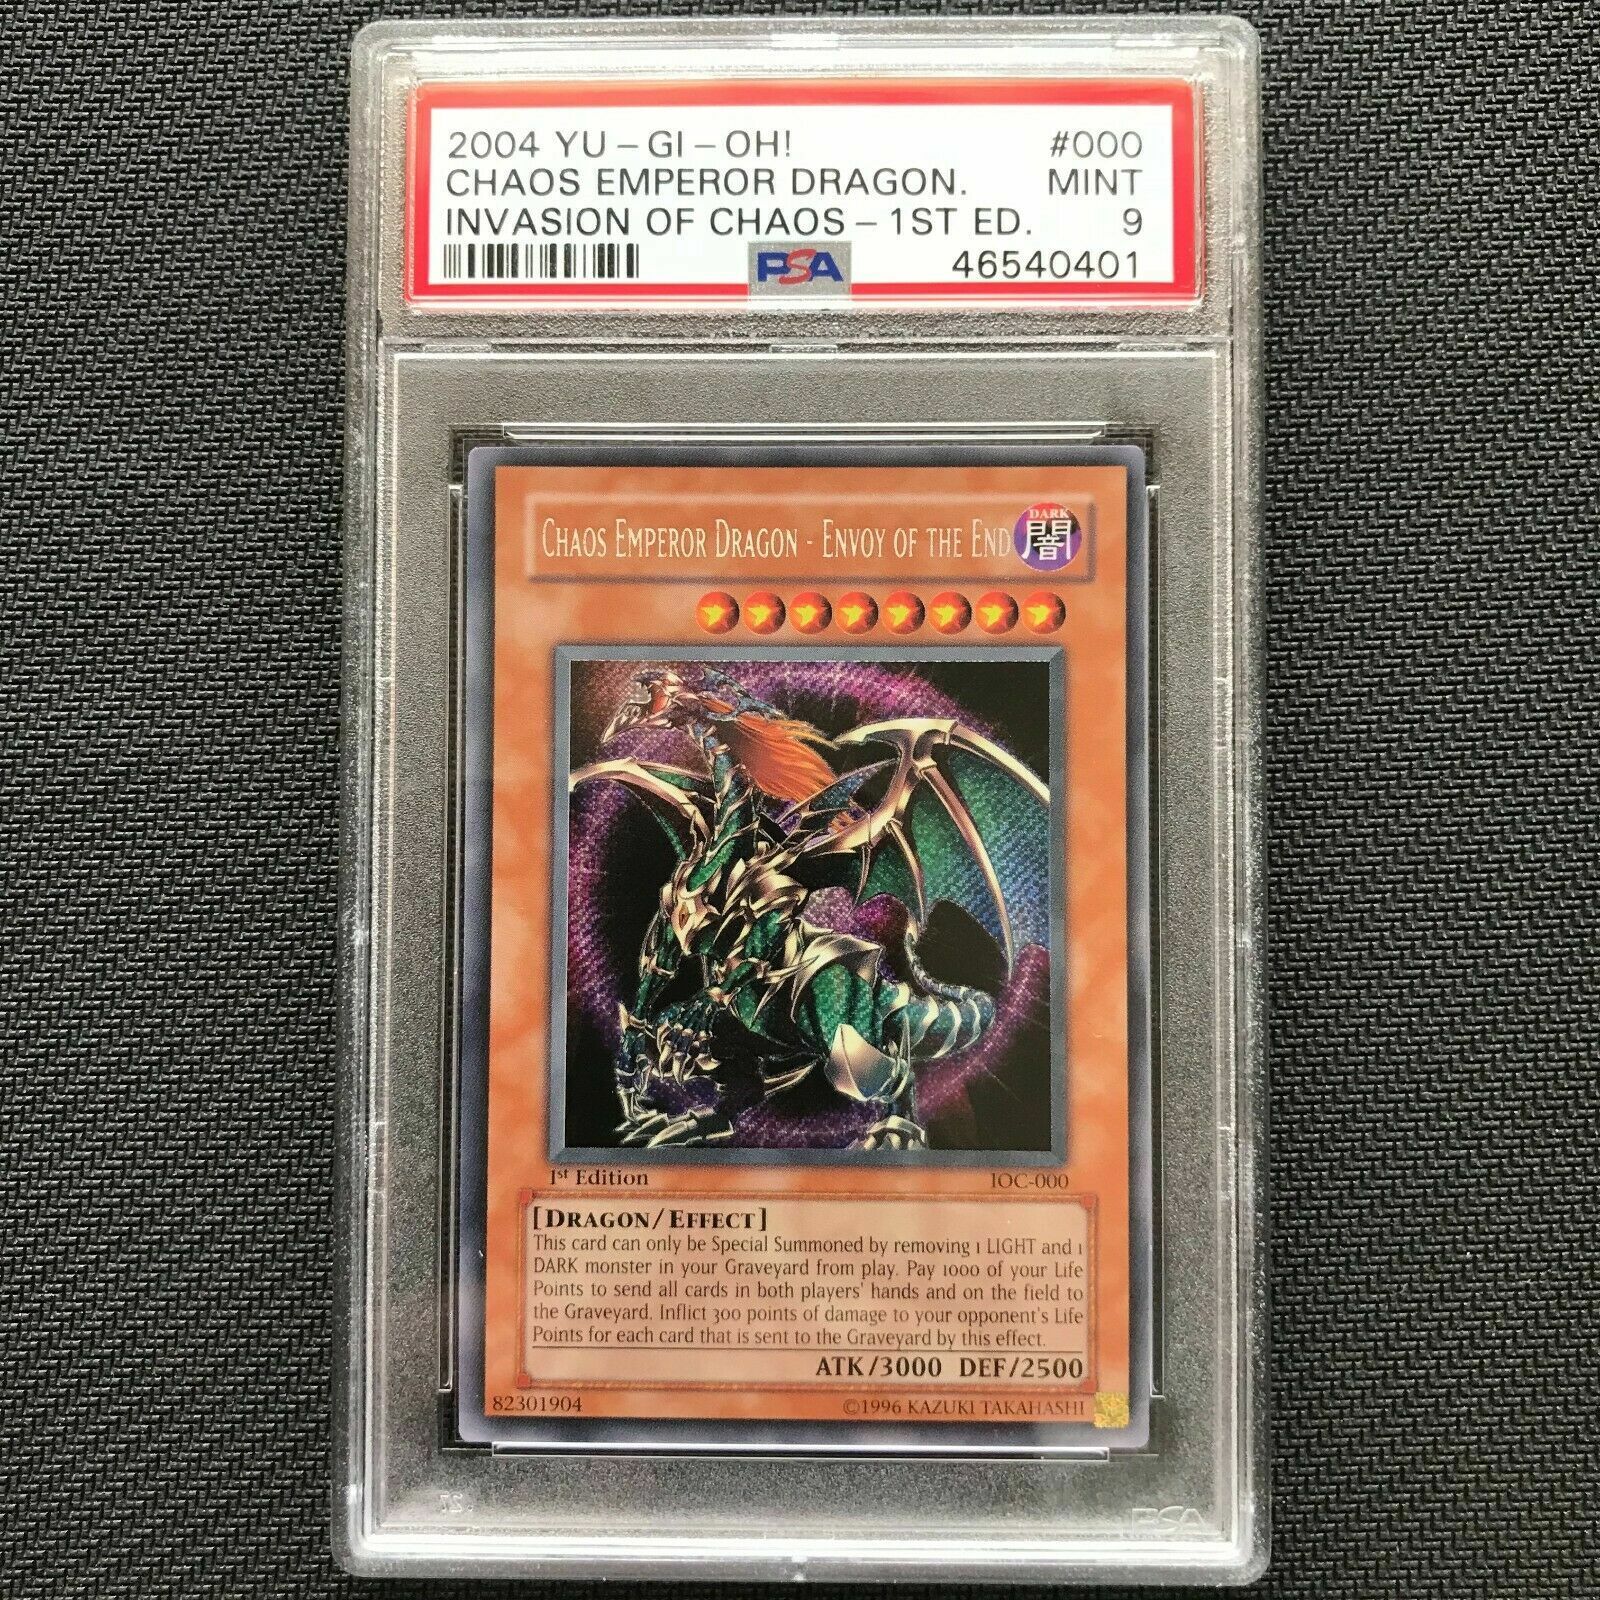 2004 YU-GI-OH! #000
CHAOS EMPEROR DRAGON. MINT
INVASION OF CHAOS-1ST ED. 9
PSA 46540401
CHAOS EMPEROR DRAGON - ENVOY OF THE END
DARK
闇
1st Edition IOC-000
[DRAGON/EFFECT]
This card can only be Special Summoned by removing 1 LIGHT and 1
DARK monster in your Graveyard from play. Pay 1000 of your Life
Points to send all cards in both players' hands and on the field to
the Graveyard. Inflict 300 points of damage to your opponent's Life
Points for each card that is sent to the Graveyard by this effect.
ATK/3000 DEF/2500
82301904 ©1996 KAZUKI TAKAHASHI
PSA